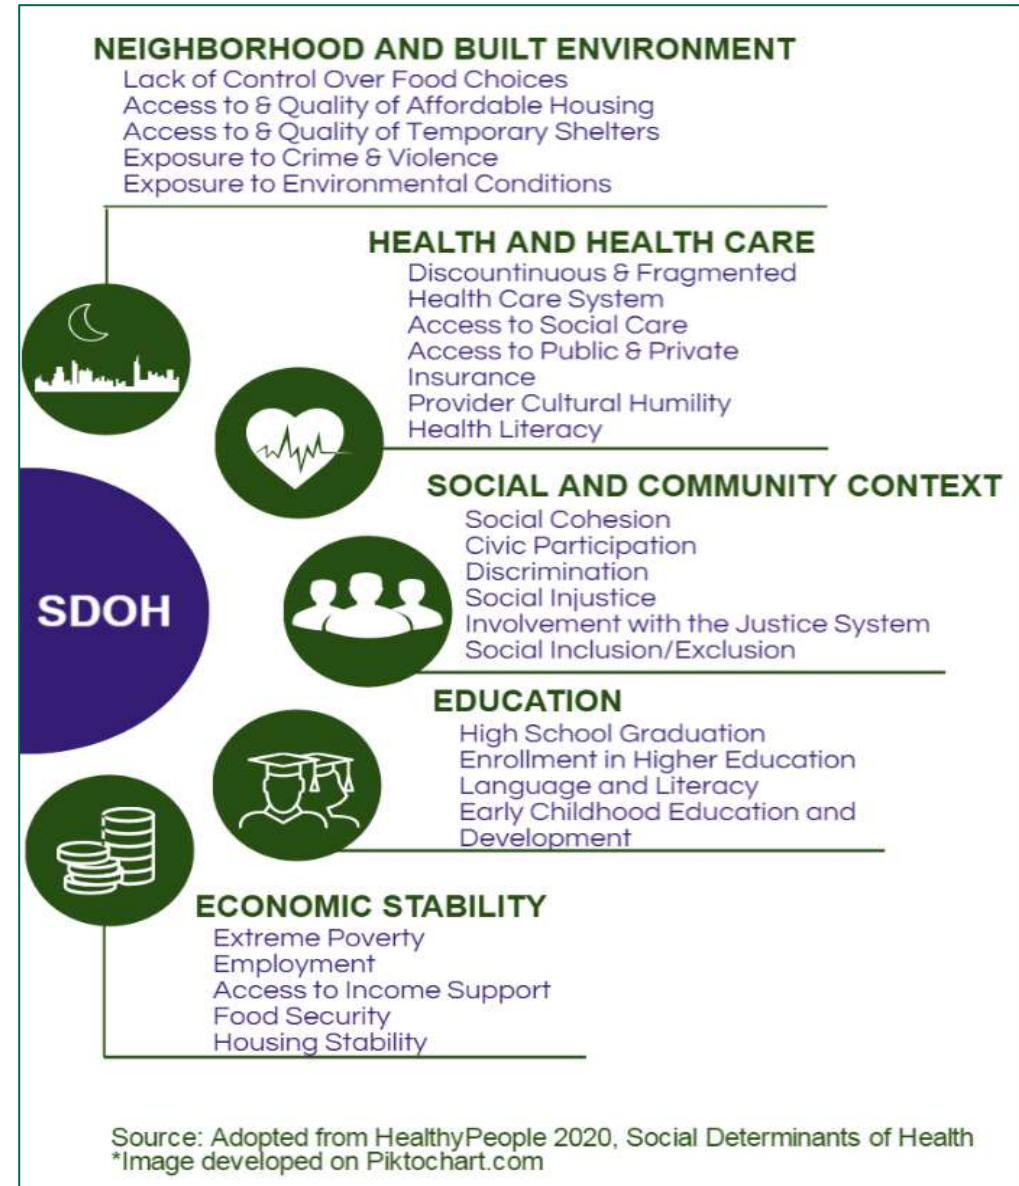 NEIGHBORHOOD AND BUILT ENVIRONMENT
Lack of Control Over Food Choices
Access to & Quality of Affordable Housing
Access to & Quality of Temporary Shelters
Exposure to Crime & Violence
Exposure to Environmental Conditions
HEALTH AND HEALTH CARE
Discountinuous & Fragmented
Health Care System
Access to Social Care
Access to Public & Private
Insurance
Provider Cultural Humility
Health Literacy
SOCIAL AND COMMUNITY CONTEXT
Social Cohesion
Civic Participation
Discrimination
Social Injustice
Involvement with the Justice System
Social Inclusion/Exclusion
SDOH
EDUCATION
High School Graduation
Enrollment in Higher Education
Language and Literacy
Early Childhood Education and
Development
ECONOMIC STABILITY
Extreme Poverty
Employment
Access to Income Support
Food Security
Housing Stability
Source: Adopted from HealthyPeople 2020, Social Determinants of Health
*Image developed on Piktochart.com